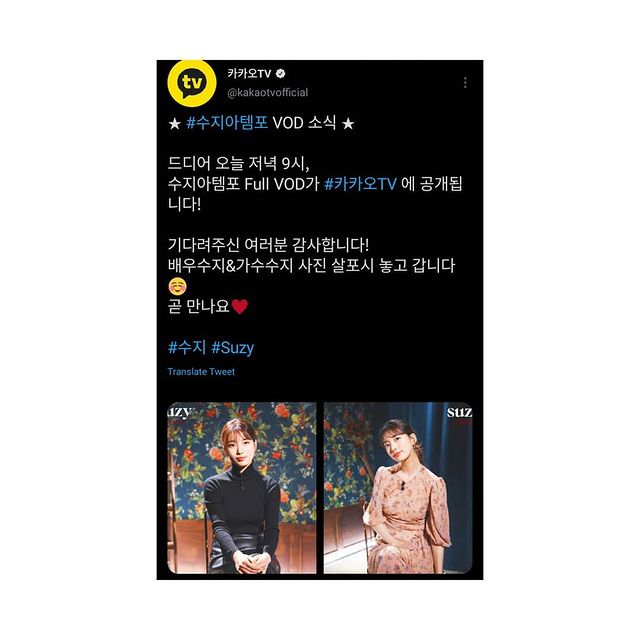 tv
카카오TV
@kakaotvofficial
★ #수지아템포 VOD 소식 ★
드디어 오늘 저녁 9시,
수지아템포 Full VOD가 #카카오TV 에 공개됩
니다!
기다려주신 여러분 감사합니다!
배우수지&가수수지 사진 살포시 놓고 갑니다
☺️
곧 만나요♥️
#수지 #Suzy
Translate Tweet
uzy
suz